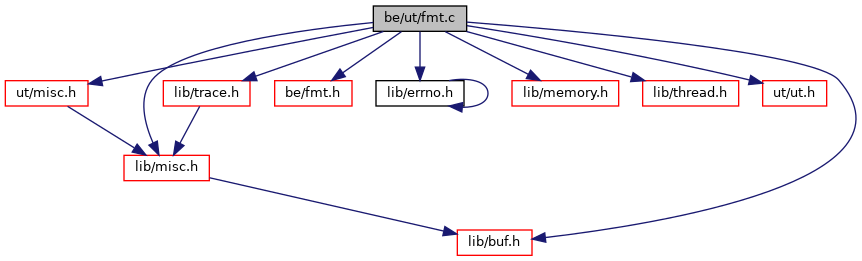 be/ut/fmt.c
ut/misc.h
lib/trace.h
be/fmt.h
lib/errno.h
lib/memory.h
lib/thread.h
ut/ut.h
lib/misc.h
lib/buf.h